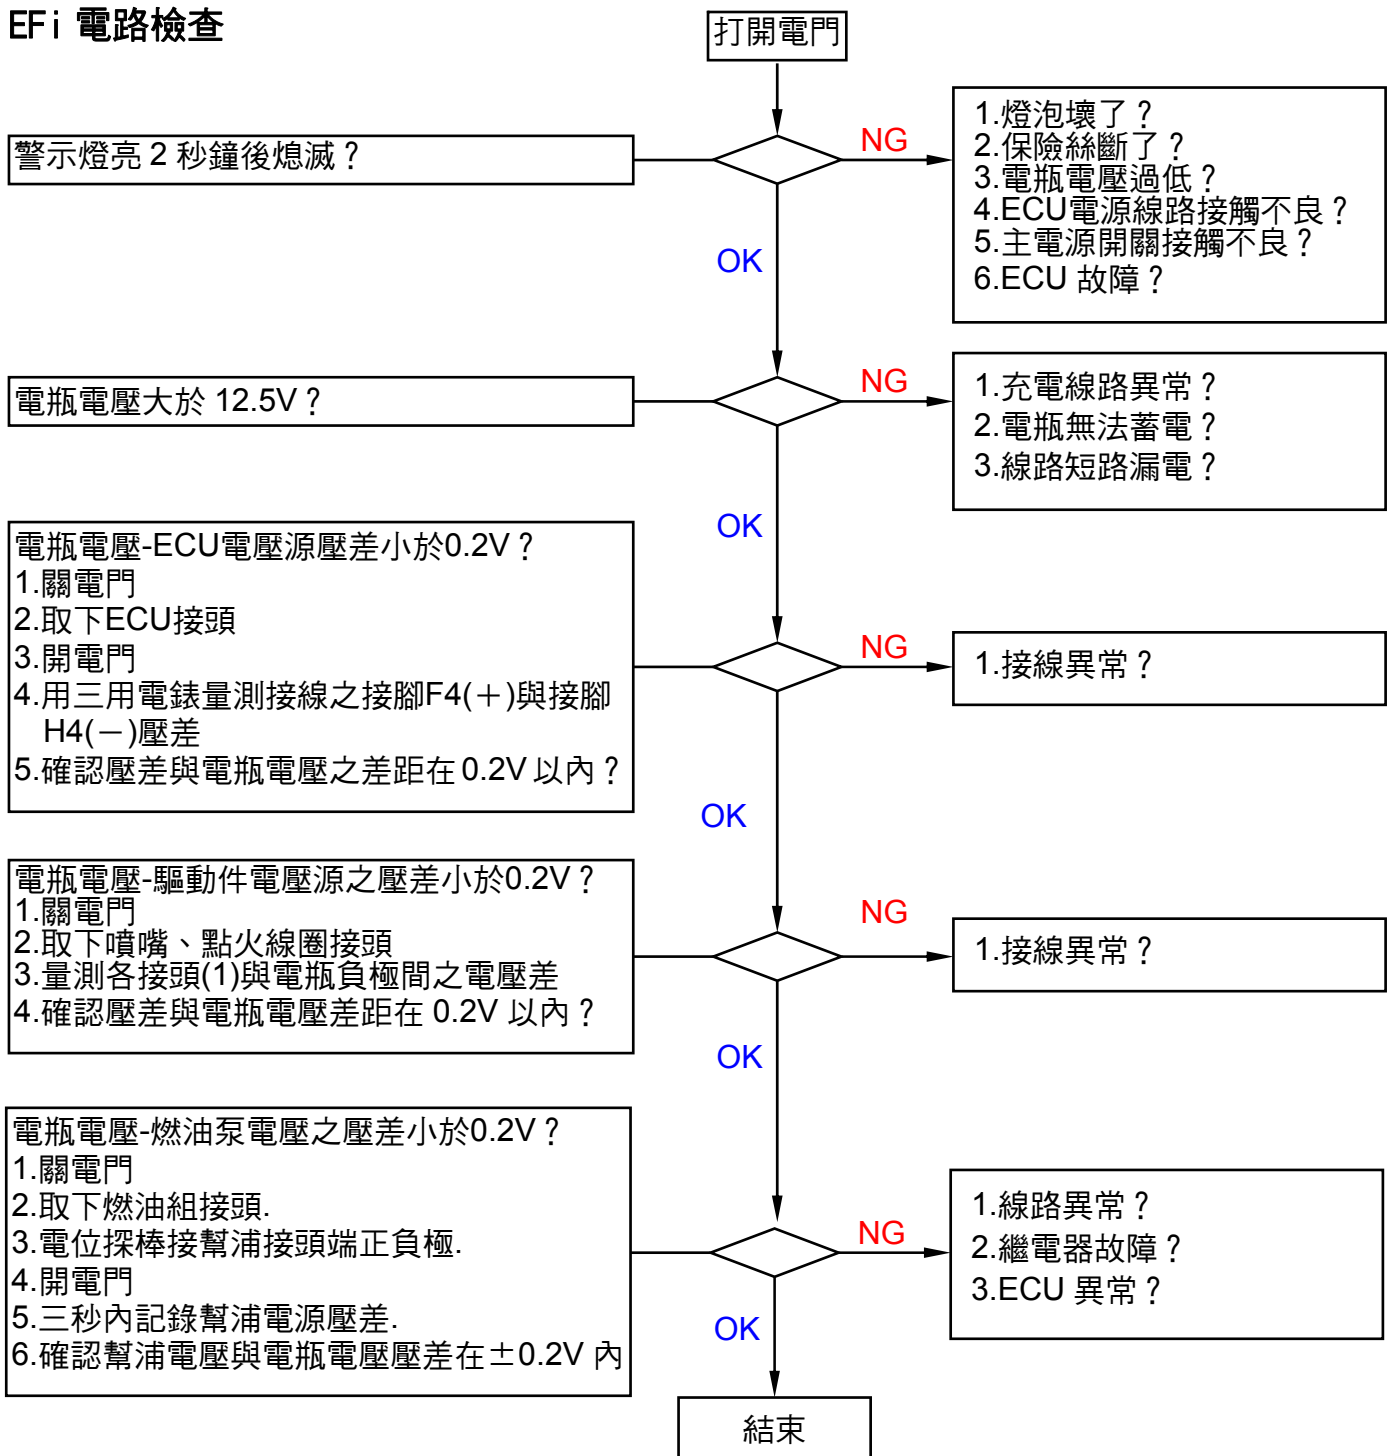 EFi 電路檢查
打開電門
警示燈亮 2 秒鐘後熄滅？
NG
1.燈泡壞了？
2.保險絲斷了？
3.電瓶電壓過低？
4.ECU電源線路接觸不良？
5.主電源開關接觸不良？
6.ECU 故障？
OK
電瓶電壓大於 12.5V？
NG
1.充電線路異常？
2.電瓶無法蓄電？
3.線路短路漏電？
OK
電瓶電壓-ECU電壓源壓差小於0.2V？
1.關電門
2.取下ECU接頭
3.開電門
4.用三用電錶量測接線之接腳F4(＋)與接腳
H4(－)壓差
5.確認壓差與電瓶電壓之差距在 0.2V 以內？
NG
1.接線異常？
OK
電瓶電壓-驅動件電壓源之壓差小於0.2V？
1.關電門
2.取下噴嘴、點火線圈接頭
3.量測各接頭(1)與電瓶負極間之電壓差
4.確認壓差與電瓶電壓差距在 0.2V 以內？
NG
1.接線異常？
OK
電瓶電壓-燃油泵電壓之壓差小於0.2V？
1.關電門
2.取下燃油組接頭.
3.電位探棒接幫浦接頭端正負極.
4.開電門
5.三秒內記錄幫浦電源壓差.
6.確認幫浦電壓與電瓶電壓壓差在±0.2V 內
NG
1.線路異常？
2.繼電器故障？
3.ECU 異常？
OK
結束